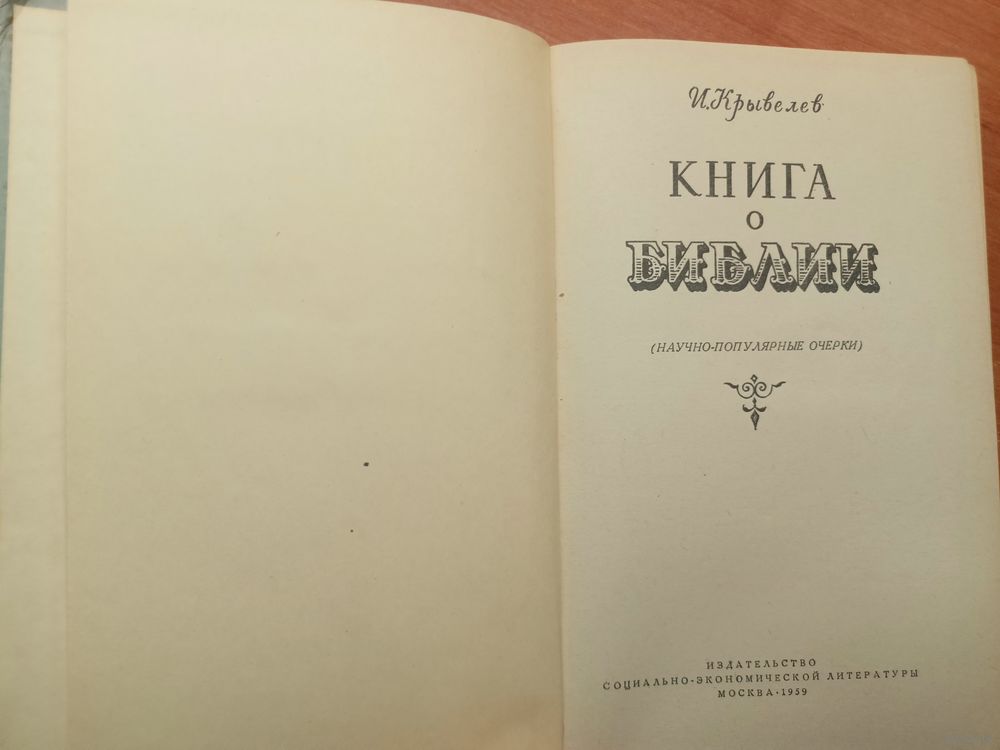 И. Крывелев
КНИГА
О
БИБЛИИ
(НАУЧНО-ПОПУЛЯРНЫЕ ОЧЕРКИ)
ИЗДАТЕЛЬСТВО
СОЦИАЛЬНО-ЭКОНОМИЧЕСКОЙ ЛИТЕРАТУРЫ
МОСКВА · 1959